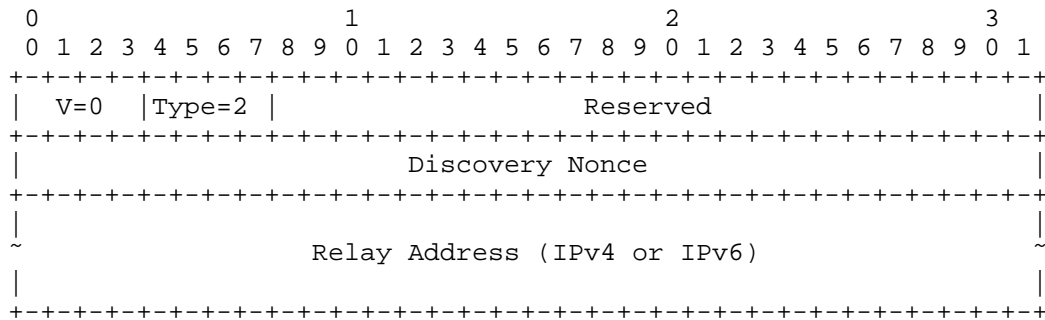 0                   1                   2                   3
 0 1 2 3 4 5 6 7 8 9 0 1 2 3 4 5 6 7 8 9 0 1 2 3 4 5 6 7 8 9 0 1
+-+-+-+-+-+-+-+-+-+-+-+-+-+-+-+-+-+-+-+-+-+-+-+-+-+-+-+-+-+-+-+-+
|  V=0  |Type=2 |                   Reserved                    |
+-+-+-+-+-+-+-+-+-+-+-+-+-+-+-+-+-+-+-+-+-+-+-+-+-+-+-+-+-+-+-+-+
|                        Discovery Nonce                        |
+-+-+-+-+-+-+-+-+-+-+-+-+-+-+-+-+-+-+-+-+-+-+-+-+-+-+-+-+-+-+-+-+
|                                                               |
~                  Relay Address (IPv4 or IPv6)                 ~
|                                                               |
+-+-+-+-+-+-+-+-+-+-+-+-+-+-+-+-+-+-+-+-+-+-+-+-+-+-+-+-+-+-+-+-+